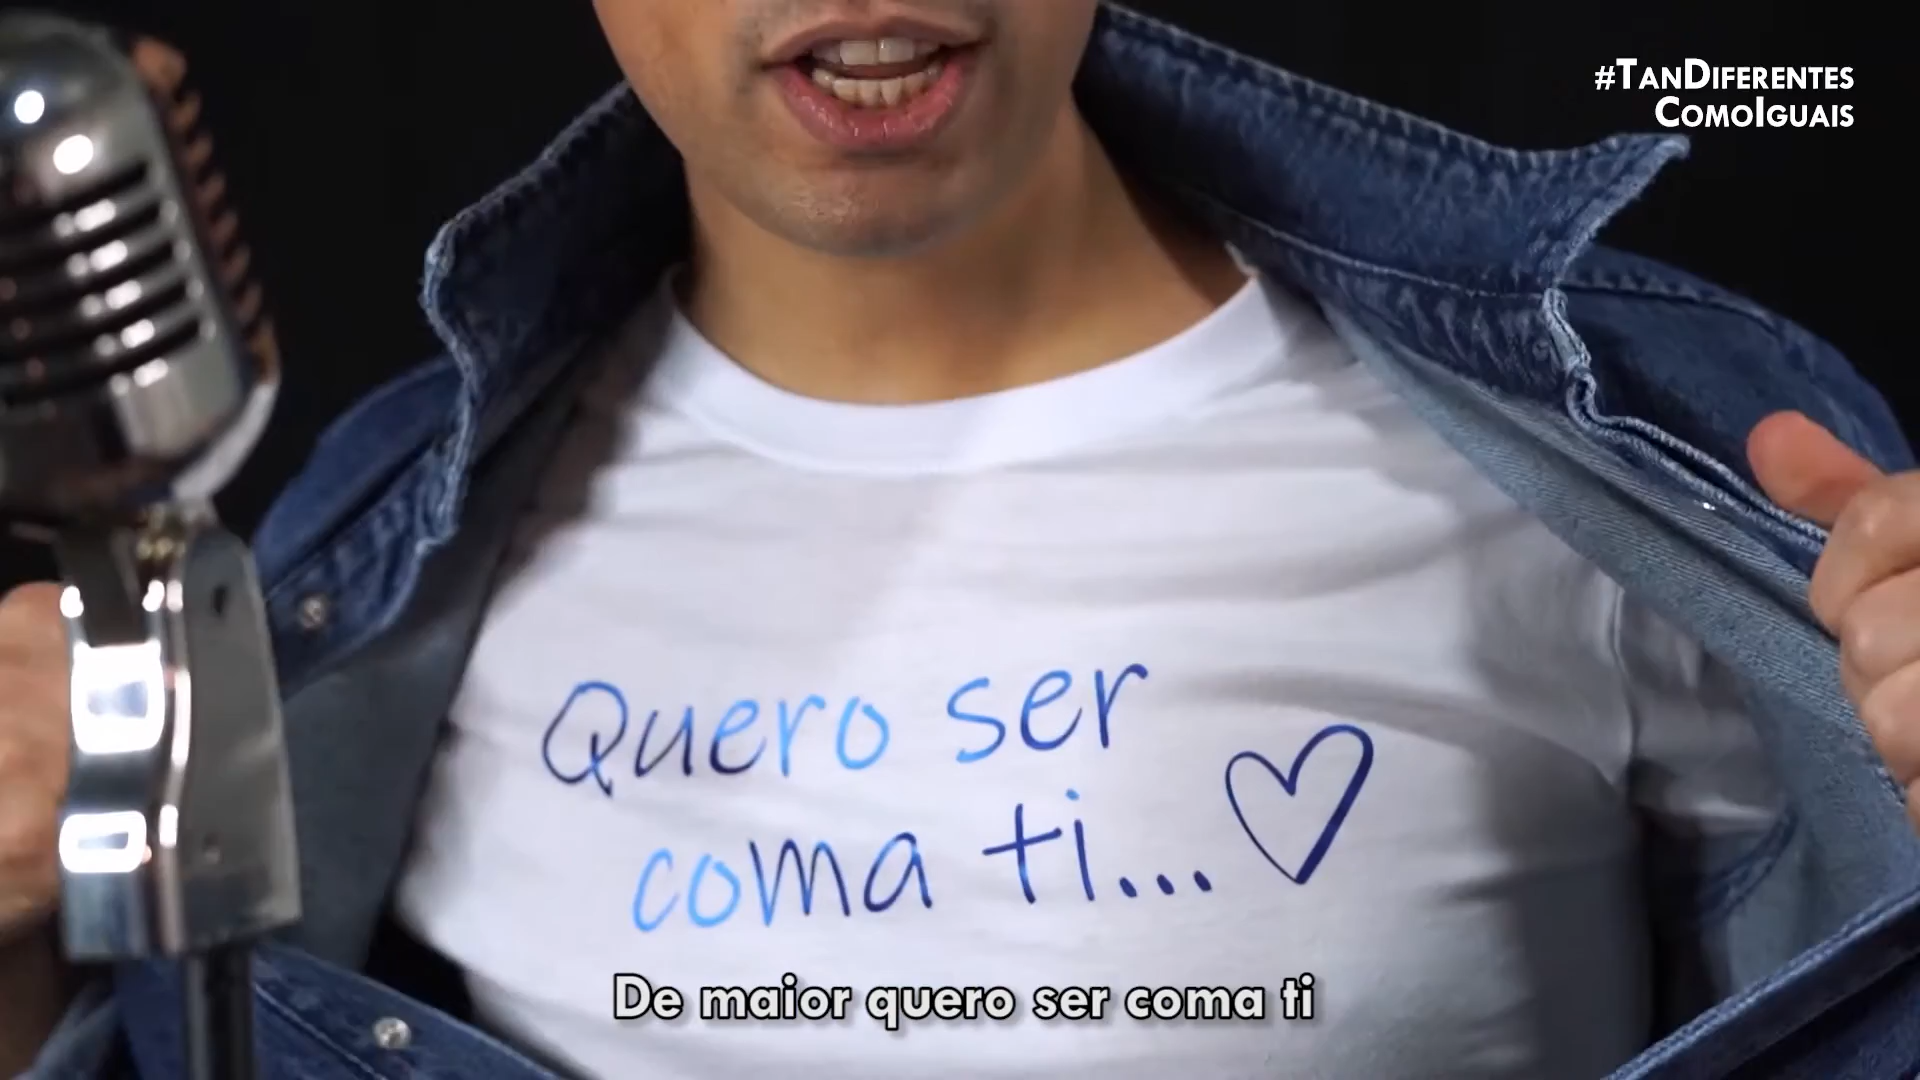 #TANDIFERENTES
COMOIGUAIS
Quero ser
coma ti...
De maior quero ser coma ti